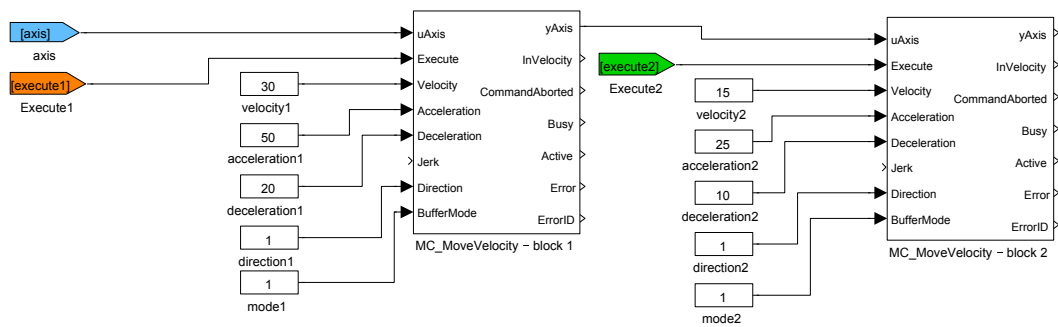 [axis]
axis
[execute1]
Execute1
30
velocity1
50
acceleration1
20
deceleration1
1
direction1
1
mode1
uAxis
Execute
Velocity
Acceleration
Deceleration
Jerk
Direction
BufferMode
yAxis
InVelocity
CommandAborted
Busy
Active
Error
ErrorID
MC_MoveVelocity − block 1
[execute2]
Execute2
15
velocity2
25
acceleration2
10
deceleration2
1
direction2
1
mode2
uAxis
Execute
Velocity
Acceleration
Deceleration
Jerk
Direction
BufferMode
yAxis
InVelocity
CommandAborted
Busy
Active
Error
ErrorID
MC_MoveVelocity − block 2